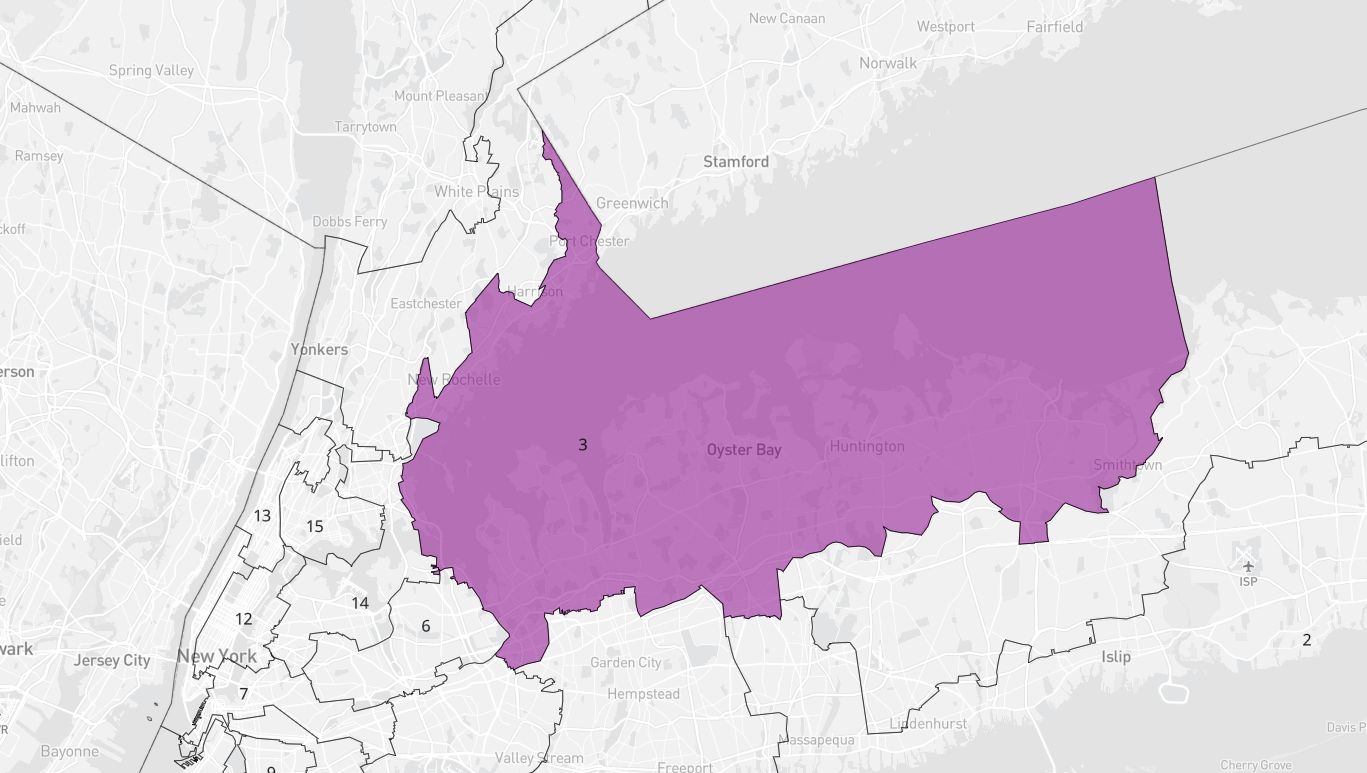 New Canaan
Westport
Fairfield
Norwalk
Spring Valley
Mahwah
Mount Pleasant
Tarrytown
Ramsey
Stamford
White Plains
Greenwich
Dobbs Ferry
ckoff
Port Chester
Harrison
Eastchester
Yonkers
erson
New Rochelle
3
Oyster Bay
Huntington
lifton
Smithtown
13
15
ield
ISP
14
12
6
2
wark
Jersey City
New York
Islip
Garden City
7
Hempstead
Lindenhurst
Davis P
Bayonne
Massapequa
Valley Stream
Freeport
Cherry Grove
9